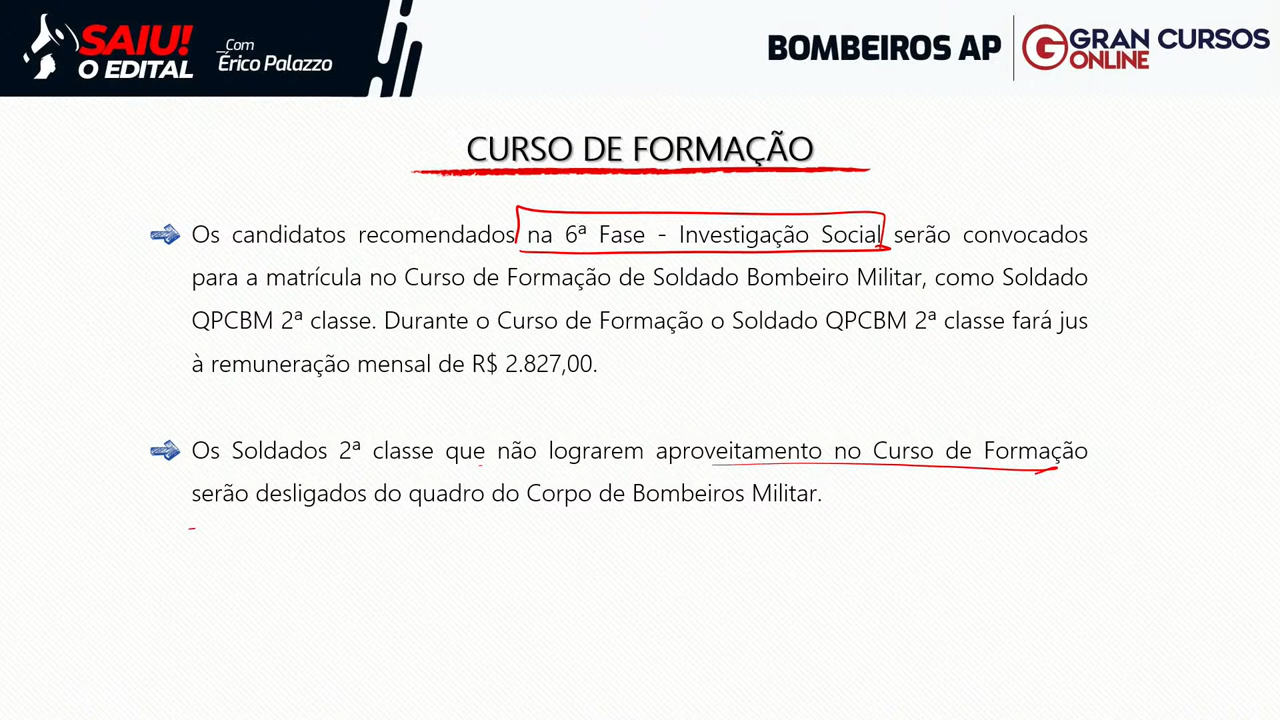 SAIU!
O EDITAL
_Com
Érico Palazzo
BOMBEIROS AP
GRAN CURSOS
ONLINE
CURSO DE FORMAÇÃO
Os candidatos recomendados na 6ª Fase - Investigação Social serão convocados
para a matrícula no Curso de Formação de Soldado Bombeiro Militar, como Soldado
QPCBM 2ª classe. Durante o Curso de Formação o Soldado QPCBM 2ª classe fará jus
à remuneração mensal de R$ 2.827,00.
Os Soldados 2ª classe que não lograrem aproveitamento no Curso de Formação
serão desligados do quadro do Corpo de Bombeiros Militar.